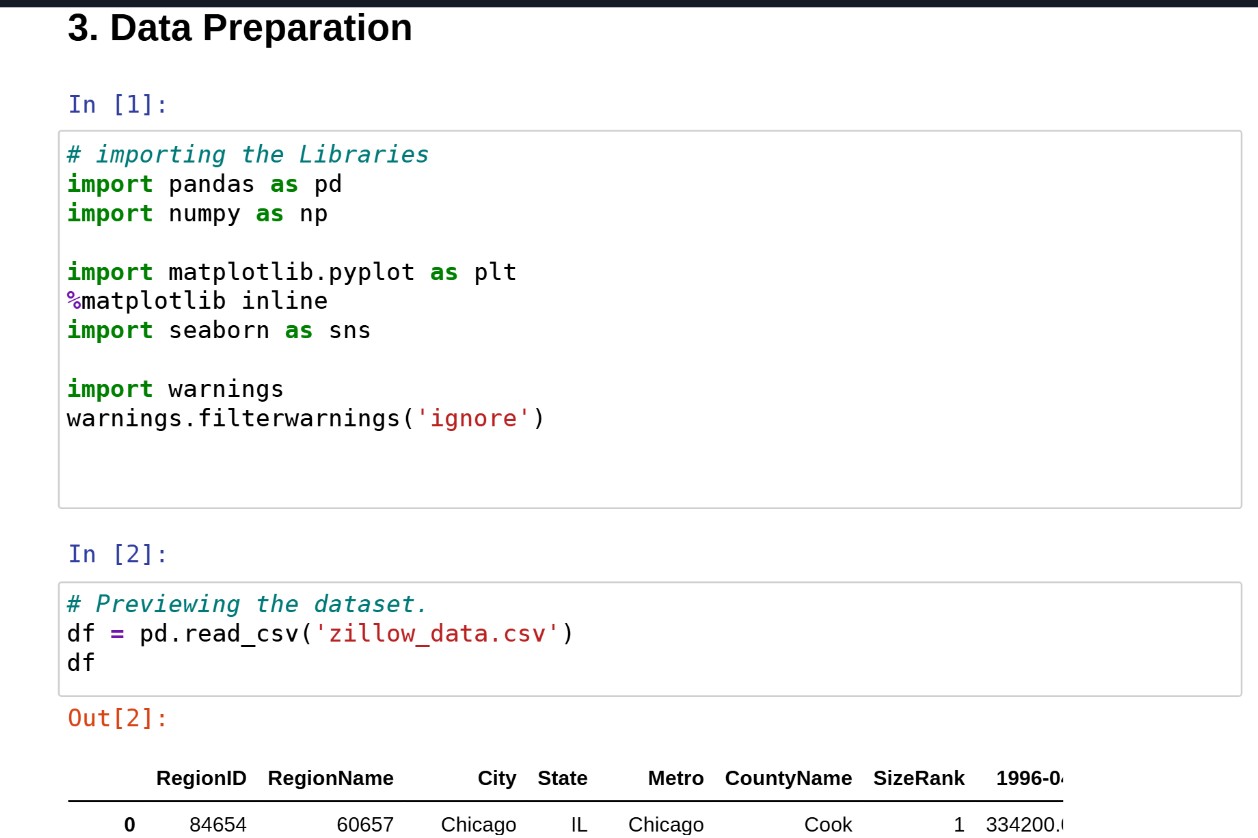 3. Data Preparation
In [1]:
# importing the Libraries
import pandas as pd
import numpy as np
import matplotlib.pyplot as plt
%matplotlib inline
import seaborn as sns
import warnings
warnings.filterwarnings('ignore')
In [2]:
# Previewing the dataset.
df = pd.read_csv('zillow_data.csv')
df
Out[2]:
RegionID RegionName City State Metro CountyName SizeRank 1996-04
0 84654 60657 Chicago IL Chicago Cook 1 334200.0